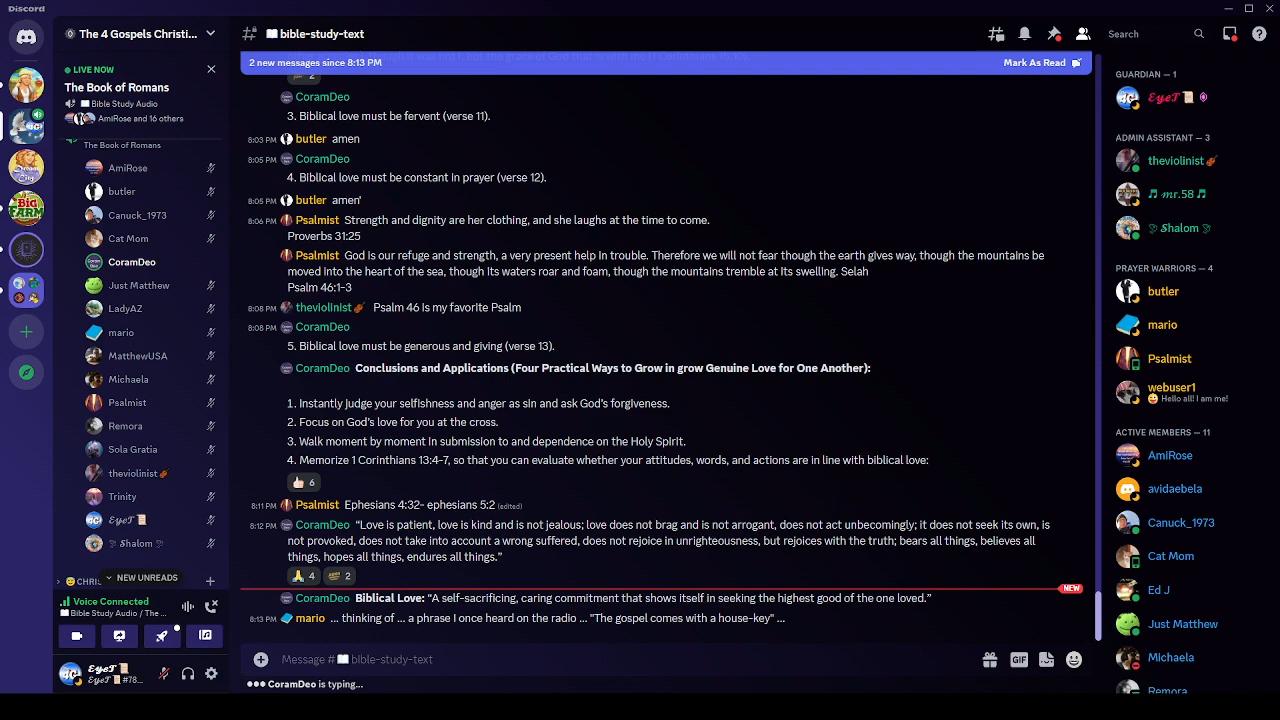 Discord
The 4 Gospels Christi...
LIVE NOW
The Book of Romans
Bible Study Audio
AmiRose and 16 others
The Book of Romans
AmiRose
butler
Canuck_1973
Cat Mom
CoramDeo
Just Matthew
LadyAZ
mario
MatthewUSA
Michaela
Psalmist
Remora
Sola Gratia
theviolinist🎻
Trinity
𝓔𝔂𝓮𝓣 📜
🕊 𝓢halom 🕊
CHRIS
NEW UNREADS
Voice Connected
Bible Study Audio / The ...
𝓔𝔂𝓮𝓣 📜
𝓔𝔂𝓮𝓣 📜#78...
📖bible-study-text
Search
2 new messages since 8:13 PM
Mark As Read
2
CoramDeo
3. Biblical love must be fervent (verse 11).
8:03 PM butler amen
8:05 PM CoramDeo
4. Biblical love must be constant in prayer (verse 12).
8:05 PM butler amen'
8:06 PM Psalmist Strength and dignity are her clothing, and she laughs at the time to come.
Proverbs 31:25
Psalmist God is our refuge and strength, a very present help in trouble. Therefore we will not fear though the earth gives way, though the mountains be
moved into the heart of the sea, though its waters roar and foam, though the mountains tremble at its swelling. Selah
Psalm 46:1-3
8:08 PM theviolinist🎻 Psalm 46 is my favorite Psalm
8:08 PM CoramDeo
5. Biblical love must be generous and giving (verse 13).
CoramDeo Conclusions and Applications (Four Practical Ways to Grow in grow Genuine Love for One Another):
1. Instantly judge your selfishness and anger as sin and ask God's forgiveness.
2. Focus on God's love for you at the cross.
3. Walk moment by moment in submission to and dependence on the Holy Spirit.
4. Memorize 1 Corinthians 13:4-7, so that you can evaluate whether your attitudes, words, and actions are in line with biblical love:
👍🏻 6
8:11 PM Psalmist Ephesians 4:32- ephesians 5:2 (edited)
8:12 PM CoramDeo “Love is patient, love is kind and is not jealous; love does not brag and is not arrogant, does not act unbecomingly; it does not seek its own, is
not provoked, does not take into account a wrong suffered, does not rejoice in unrighteousness, but rejoices with the truth; bears all things, believes all
things, hopes all things, endures all things.”
🙏 4 2
NEW
CoramDeo Biblical Love: “A self-sacrificing, caring commitment that shows itself in seeking the highest good of the one loved.”
8:13 PM mario ... thinking of ... a phrase I once heard on the radio ... "The gospel comes with a house-key" ...
Message #📖bible-study-text
GIF
CoramDeo is typing...
GUARDIAN — 1
𝓔𝔂𝓮𝓣 📜
ADMIN ASSISTANT — 3
theviolinist🎻
🎵 𝓶𝓻.58 🎵
🕊 𝓢halom 🕊
PRAYER WARRIORS — 4
butler
mario
Psalmist
webuser1
😀 Hello all! I am me!
ACTIVE MEMBERS — 11
AmiRose
avidaebela
Canuck_1973
Cat Mom
Ed J
Just Matthew
Michaela
Remora